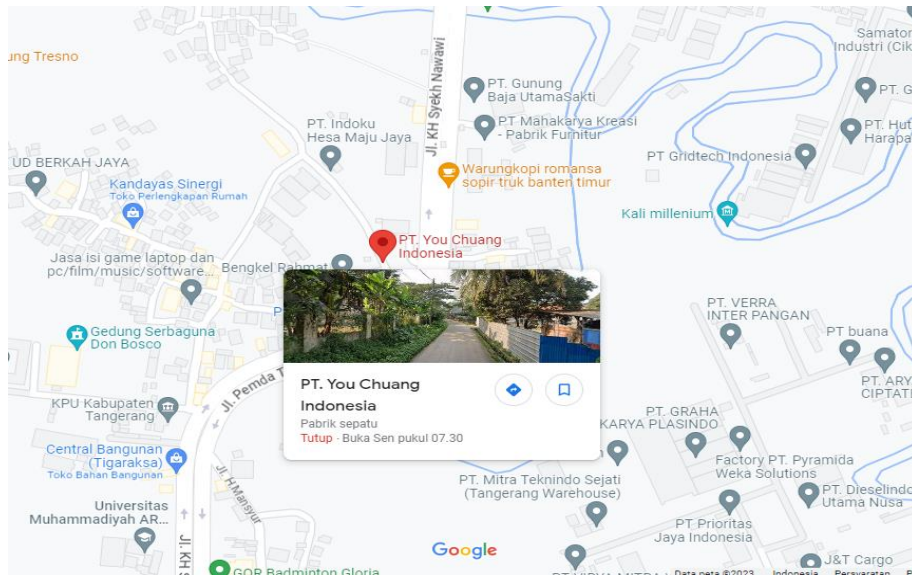 Samator
Industri (Cik
ung Tresno
PT. Gunung
Baja UtamaSakti
PT. G
Jl. KH Syekh Nawawi
PT. Indoku
Hesa Maju Jaya
PT Mahakarya Kreasi
- Pabrik Furnitur
PT. Hut
Harapa
PT Gridtech Indonesia
UD BERKAH JAYA
Warungkopi romansa
sopir truk banten timur
Kandayas Sinergi
Toko Perlengkapan Rumah
Kali millenium
PT. You Chuang
Indonesia
Jasa isi game laptop dan
pc/film/music/software...
Bengkel Rahmat
PT. VERRA
INTER PANGAN
Gedung Serbaguna
Don Bosco
PT buana
Jl. Pemda T
PT. You Chuang
Indonesia
Pabrik sepatu
Tutup · Buka Sen pukul 07.30
PT. ARY
CIPTAT
KPU Kabupaten
Tangerang
PT. GRAHA
KARYA PLASINDO
Central Bangunan
(Tigaraksa)
Toko Bahan Bangunan
Factory PT. Pyramida
Weka Solutions
Jl. H.Mansyur
PT. Mitra Teknindo Sejati
(Tangerang Warehouse)
PT. Dieselindo
Utama Nusa
Universitas
Muhammadiyah AR...
PT Prioritas
Jaya Indonesia
Jl. KH S
Google
J&T Cargo
GOR Badminton Gloria
Data peta ©2023 Indonesia Persyaratan